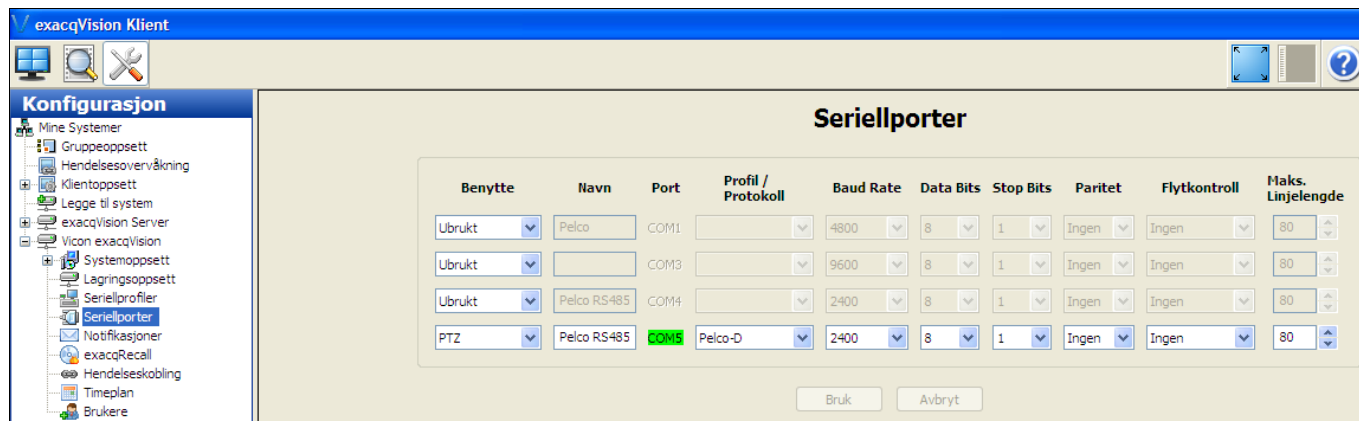 exacqVision Klient
Konfigurasjon
Mine Systemer
Gruppeoppsett
Hendelsesovervåkning
Klientoppsett
Legge til system
exacqVision Server
Vicon exacqVision
Systemoppsett
Lagringsoppsett
Seriellprofiler
Seriellporter
Notifikasjoner
exacqRecall
Hendelseskobling
Timeplan
Brukere
Seriellporter
Benytte Navn Port Profil / Protokoll Baud Rate Data Bits Stop Bits Paritet Flytkontroll Maks. Linjelengde
Ubrukt Pelco COM1 4800 8 1 Ingen Ingen 80
Ubrukt COM3 9600 8 1 Ingen Ingen 80
Ubrukt Pelco RS485 COM4 2400 8 1 Ingen Ingen 80
PTZ Pelco RS485 COM5 Pelco-D 2400 8 1 Ingen Ingen 80
Bruk Avbryt